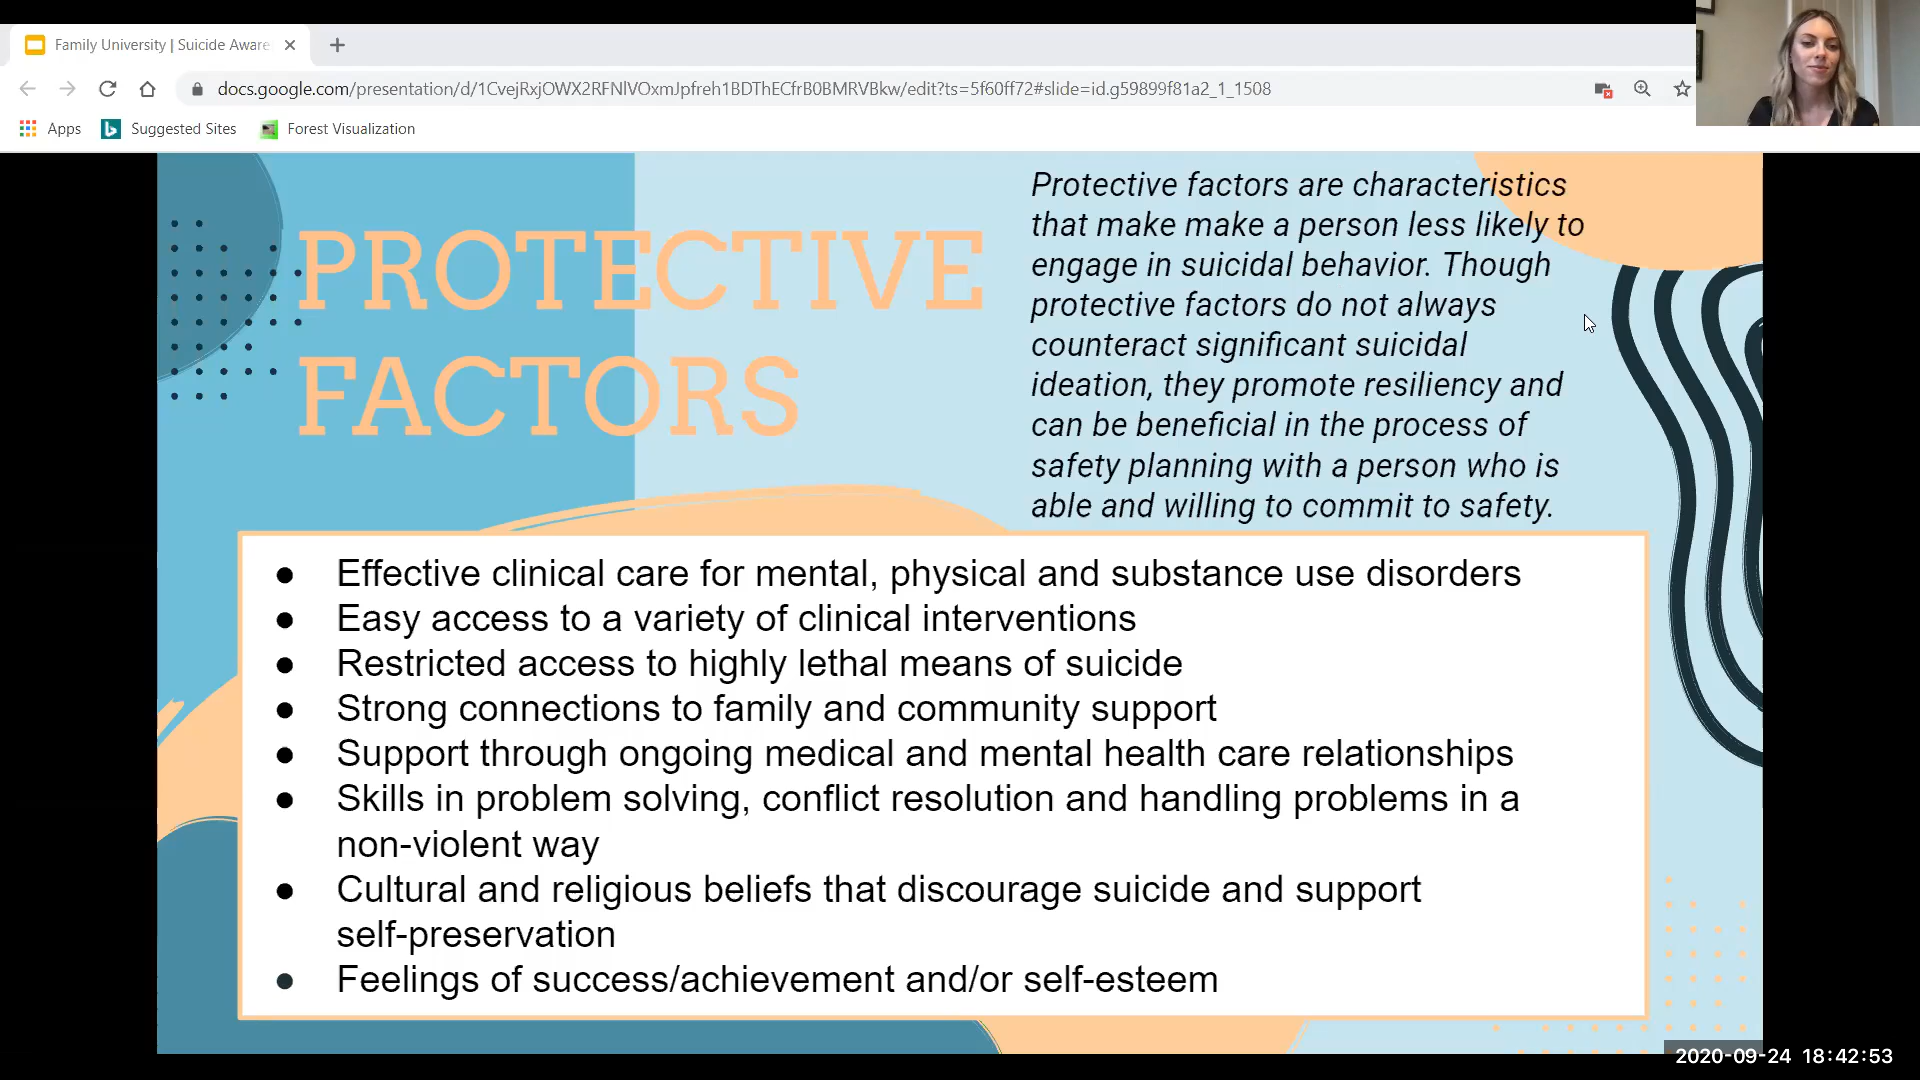 Family University | Suicide Aware
docs.google.com/presentation/d/1CvejRxjOWX2RFNlVOxmJpfreh1BDThECfrB0BMRVBkw/edit?ts=5f60ff72#slide=id.g59899f81a2_1_1508
Apps
Suggested Sites
Forest Visualization
PROTECTIVE
FACTORS
Protective factors are characteristics
that make make a person less likely to
engage in suicidal behavior. Though
protective factors do not always
counteract significant suicidal
ideation, they promote resiliency and
can be beneficial in the process of
safety planning with a person who is
able and willing to commit to safety.
● Effective clinical care for mental, physical and substance use disorders
● Easy access to a variety of clinical interventions
● Restricted access to highly lethal means of suicide
● Strong connections to family and community support
● Support through ongoing medical and mental health care relationships
● Skills in problem solving, conflict resolution and handling problems in a
non-violent way
● Cultural and religious beliefs that discourage suicide and support
self-preservation
● Feelings of success/achievement and/or self-esteem
2020-09-24 18:42:53